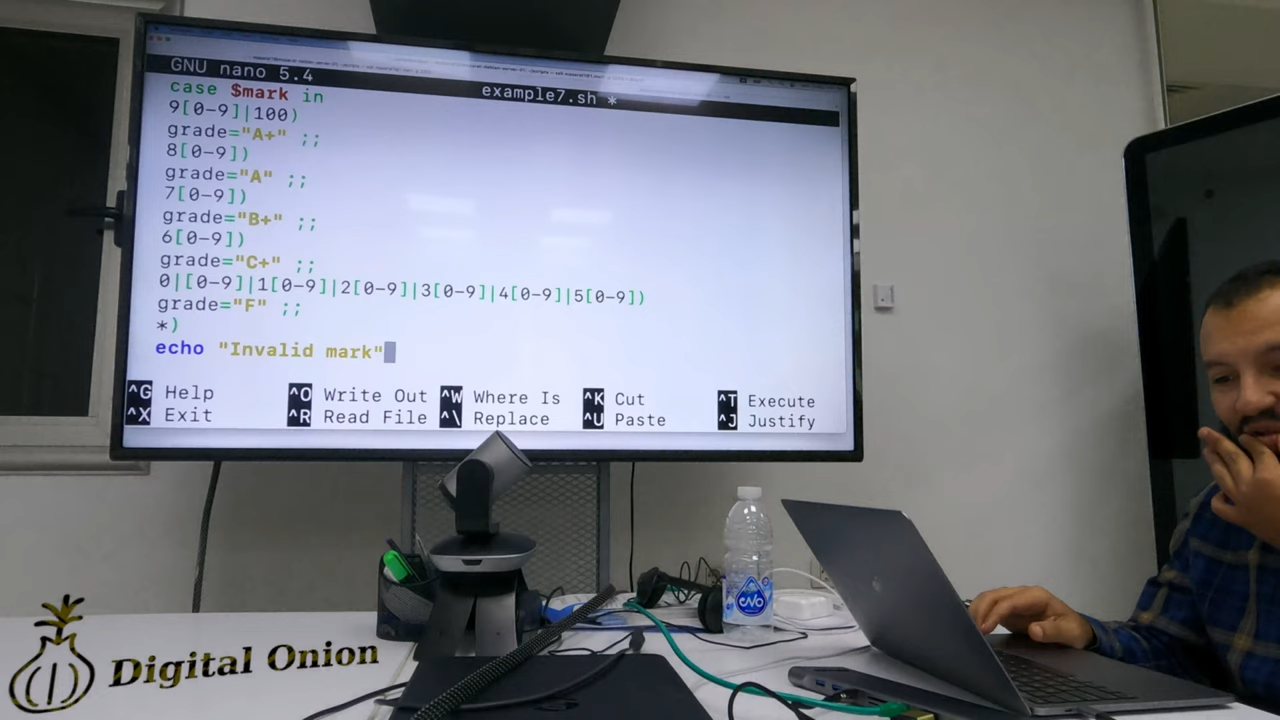 GNU nano 5.4
example7.sh *
case $mark in
9[0-9]|100)
grade="A+" ;;
8[0-9])
grade="A" ;;
7[0-9])
grade="B+" ;;
6[0-9])
grade="C+" ;;
0|[0-9]|1[0-9]|2[0-9]|3[0-9]|4[0-9]|5[0-9])
grade="F" ;;
*)
echo "Invalid mark"
^G Help ^O Write Out ^W Where Is ^K Cut ^T Execute
^X Exit ^R Read File ^\ Replace ^U Paste ^J Justify
Digital Onion